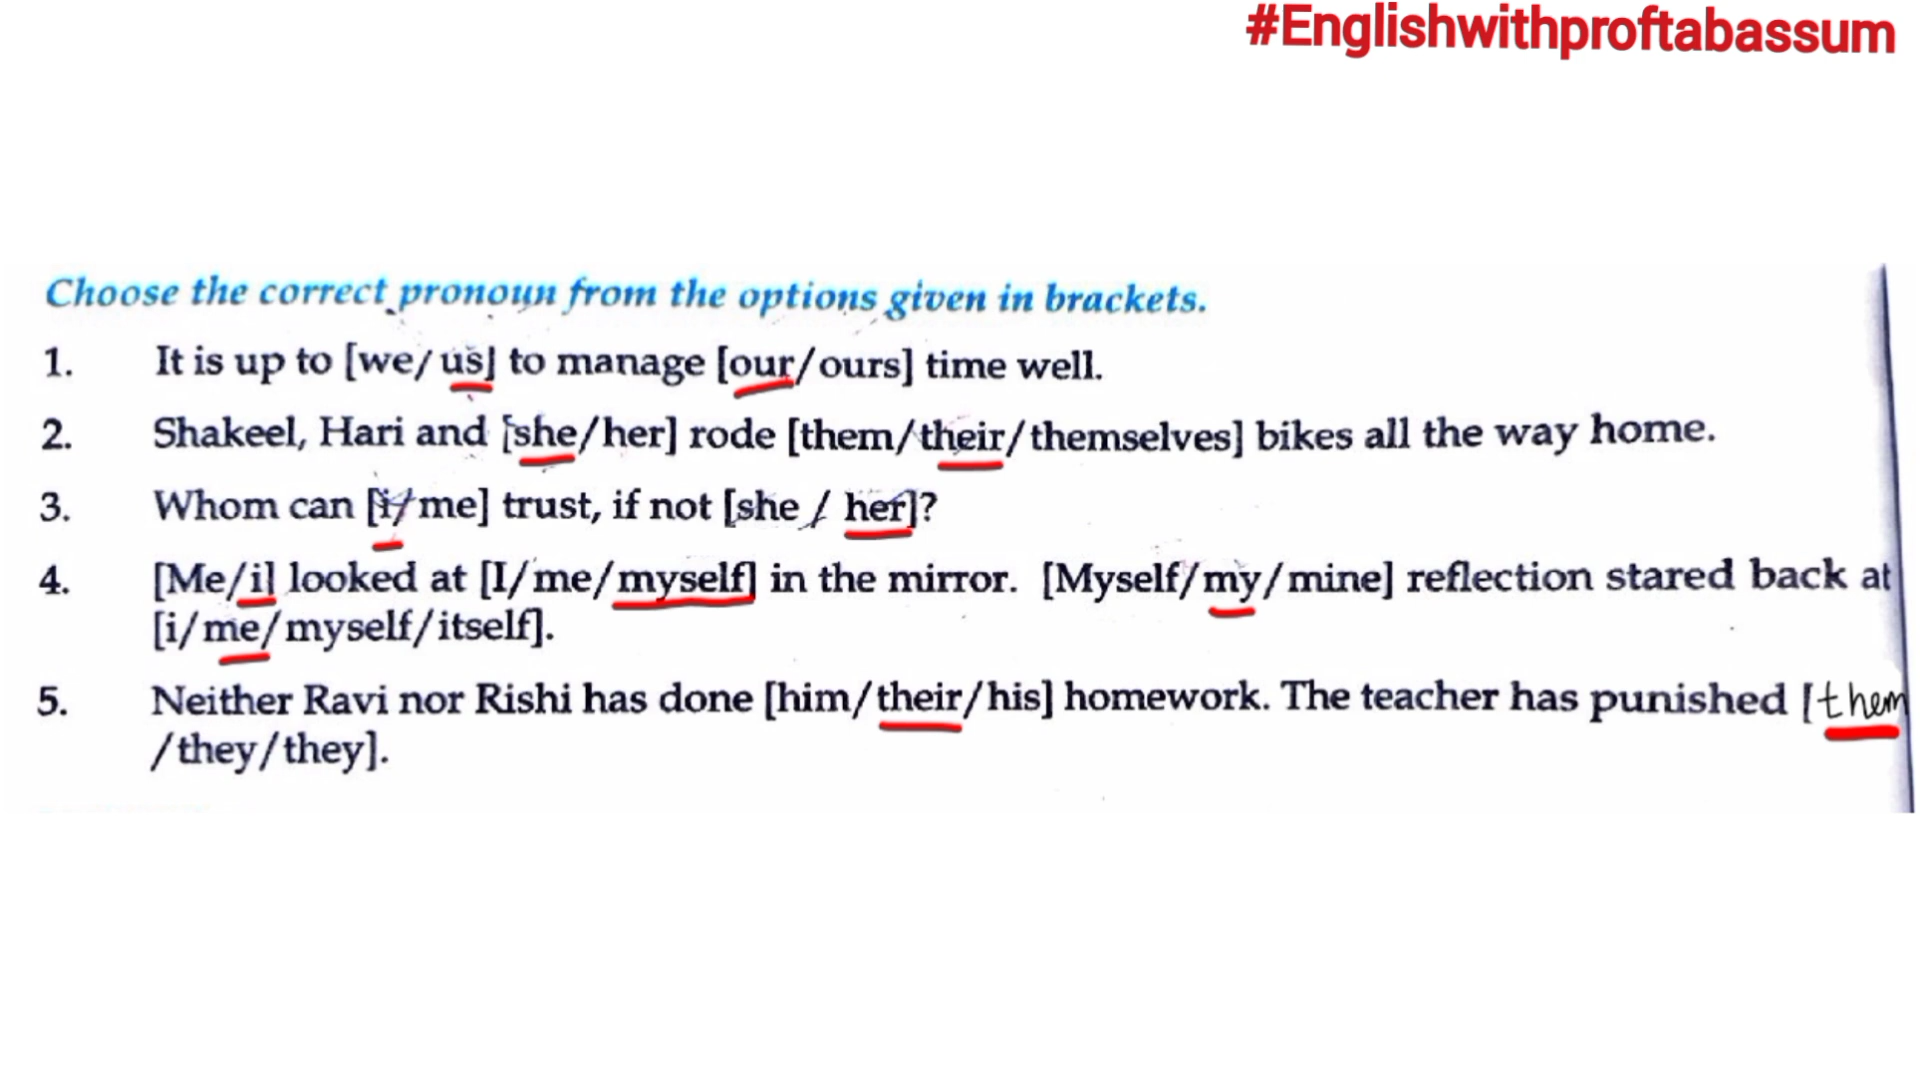 #Englishwithproftabassum
Choose the correct pronoun from the options given in brackets.
1. It is up to [we/us] to manage [our/ours] time well.
2. Shakeel, Hari and [she/her] rode [them/their/themselves] bikes all the way home.
3. Whom can [i/me] trust, if not [she / her]?
4. [Me/i] looked at [I/me/myself] in the mirror. [Myself/my/mine] reflection stared back at
[i/me/myself/itself].
5. Neither Ravi nor Rishi has done [him/their/his] homework. The teacher has punished [them
/they/they].